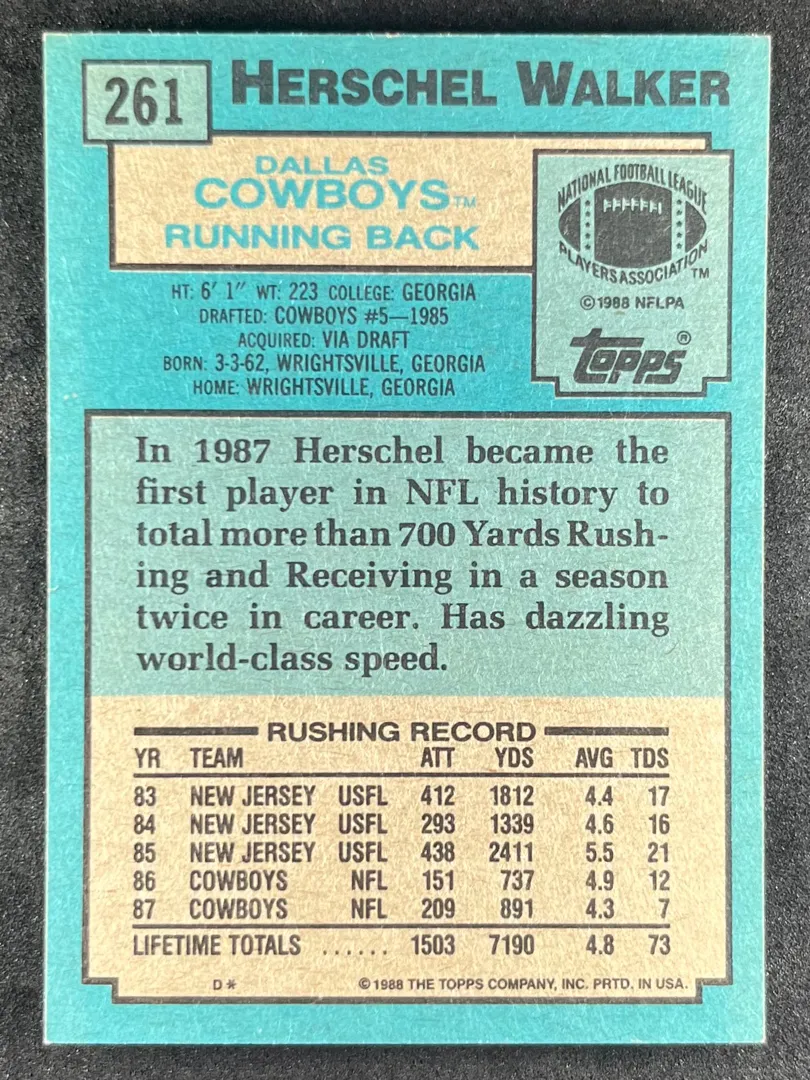 261
HERSCHEL WALKER
DALLAS
COWBOYS™
RUNNING BACK
NATIONAL FOOTBALL LEAGUE
PLAYERS ASSOCIATION™
©1988 NFLPA
topps®
HT: 6' 1" WT: 223 COLLEGE: GEORGIA
DRAFTED: COWBOYS #5—1985
ACQUIRED: VIA DRAFT
BORN: 3-3-62, WRIGHTSVILLE, GEORGIA
HOME: WRIGHTSVILLE, GEORGIA
In 1987 Herschel became the
first player in NFL history to
total more than 700 Yards Rush-
ing and Receiving in a season
twice in career. Has dazzling
world-class speed.
RUSHING RECORD
YR TEAM ATT YDS AVG TDS
83 NEW JERSEY USFL 412 1812 4.4 17
84 NEW JERSEY USFL 293 1339 4.6 16
85 NEW JERSEY USFL 438 2411 5.5 21
86 COWBOYS NFL 151 737 4.9 12
87 COWBOYS NFL 209 891 4.3 7
LIFETIME TOTALS ...... 1503 7190 4.8 73
D* ©1988 THE TOPPS COMPANY, INC. PRTD. IN USA.